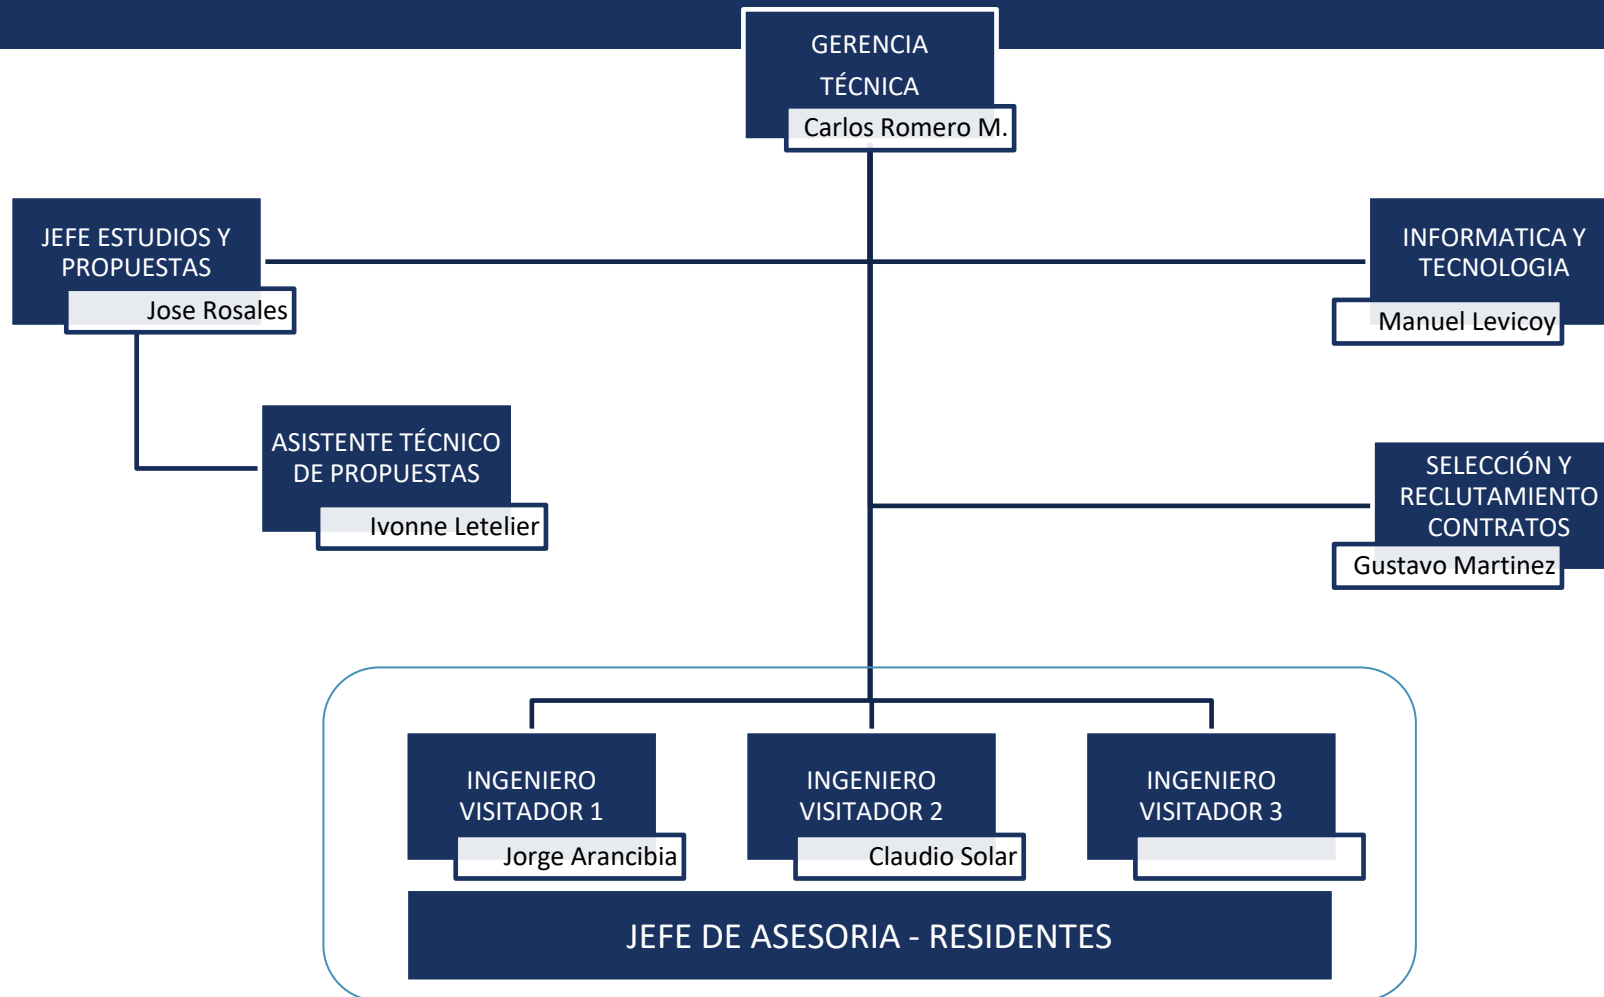 GERENCIA
TÉCNICA
Carlos Romero M.
JEFE ESTUDIOS Y
PROPUESTAS
Jose Rosales
INFORMATICA Y
TECNOLOGIA
Manuel Levicoy
ASISTENTE TÉCNICO
DE PROPUESTAS
Ivonne Letelier
SELECCIÓN Y
RECLUTAMIENTO
CONTRATOS
Gustavo Martinez
INGENIERO
VISITADOR 1
Jorge Arancibia
INGENIERO
VISITADOR 2
Claudio Solar
INGENIERO
VISITADOR 3
JEFE DE ASESORIA - RESIDENTES